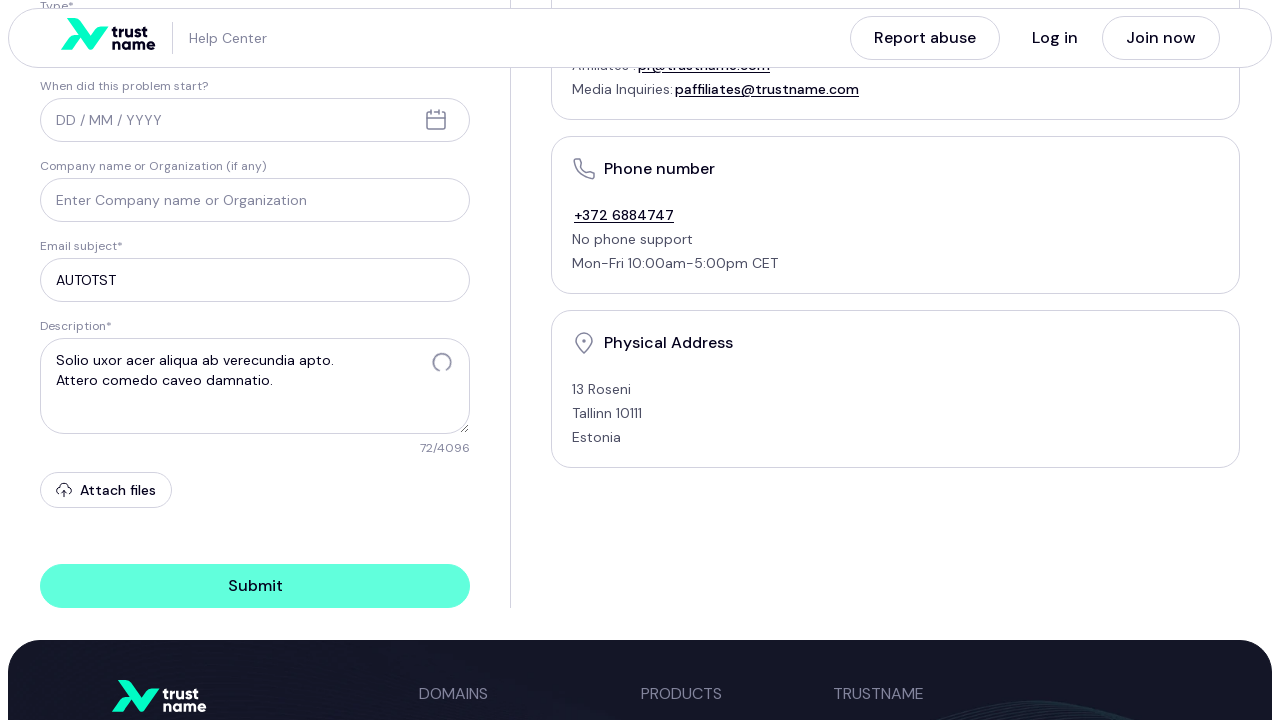 Type*
trust
name
Help Center
Report abuse
Log in
Join now
When did this problem start?
DD / MM / YYYY
Company name or Organization (if any)
Enter Company name or Organization
Email subject*
AUTOTST
Description*
Solio uxor acer aliqua ab verecundia apto.
Attero comedo caveo damnatio.
72/4096
Attach files
Submit
Affiliates : pr@trustname.com
Media Inquiries: paffiliates@trustname.com
Phone number
+372 6884747
No phone support
Mon-Fri 10:00am-5:00pm CET
Physical Address
13 Roseni
Tallinn 10111
Estonia
trust
name
DOMAINS
PRODUCTS
TRUSTNAME